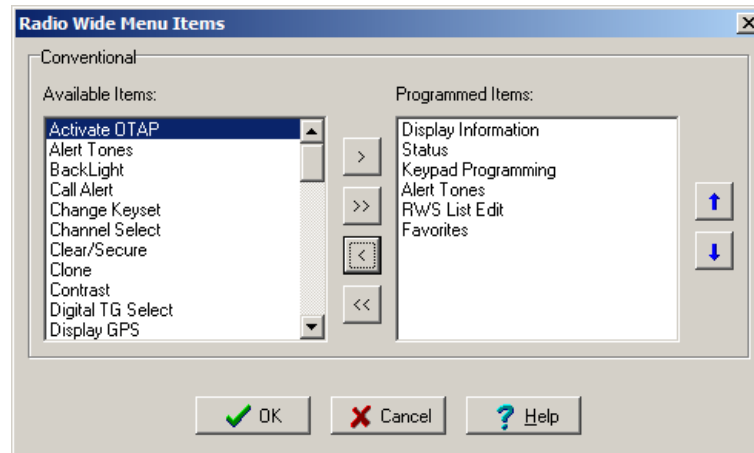 Radio Wide Menu Items
Conventional
Available Items:
Activate OTAP
Alert Tones
BackLight
Call Alert
Change Keyset
Channel Select
Clear/Secure
Clone
Contrast
Digital TG Select
Display GPS
>
>>
<
<<
Programmed Items:
Display Information
Status
Keypad Programming
Alert Tones
RWS List Edit
Favorites
OK
Cancel
? Help